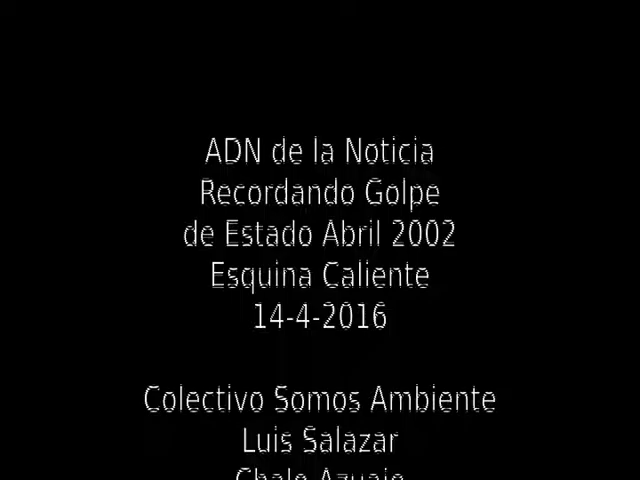 ADN de la Noticia
Recordando Golpe
de Estado Abril 2002
Esquina Caliente
14-4-2016
Colectivo Somos Ambiente
Luis Salazar